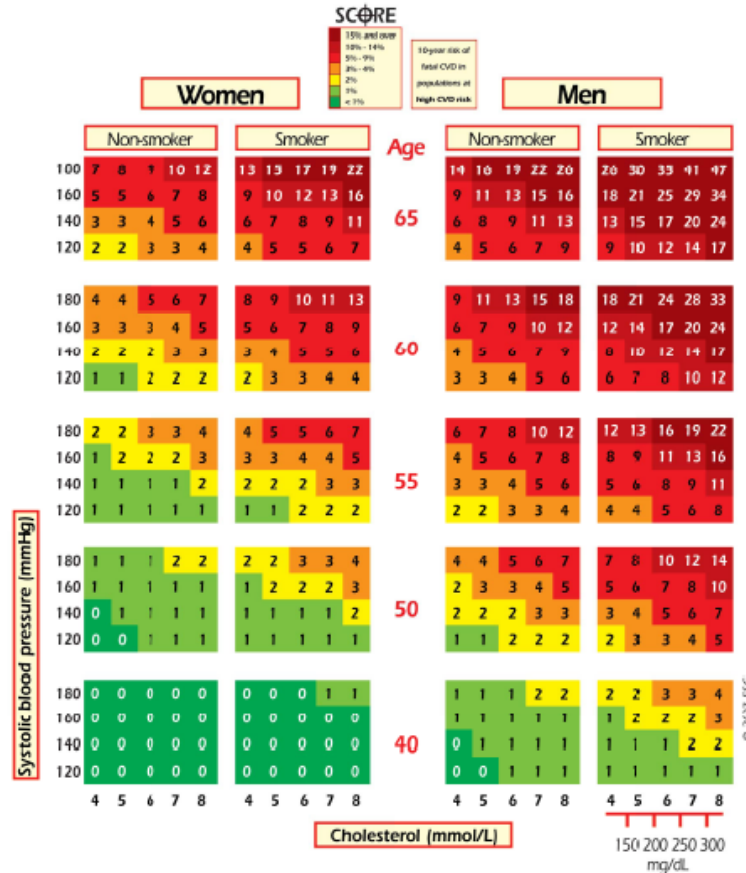 SCORE
15% and over
10% - 14%
5% - 9%
3% - 4%
2%
1%
< 1%
10-year risk of
fatal CVD in
populations at
high CVD risk
Women Men
Non-smoker Smoker Age Non-smoker Smoker
100 7 8 9 10 12 13 15 17 19 22 14 16 19 22 26 26 30 35 41 47
160 5 5 6 7 8 9 10 12 13 16 9 11 13 15 16 18 21 25 29 34
65
140 3 3 4 5 6 6 7 8 9 11 6 8 9 11 13 13 15 17 20 24
120 2 2 3 3 4 4 5 5 6 7 4 5 6 7 9 9 10 12 14 17
180 4 4 5 6 7 8 9 10 11 13 9 11 13 15 18 18 21 24 28 33
160 3 3 3 4 5 5 6 7 8 9 6 7 9 10 12 12 14 17 20 24
60
140 2 2 2 3 3 3 4 5 5 6 4 5 6 7 9 8 10 12 14 17
120 1 1 2 2 2 2 3 3 4 4 3 3 4 5 6 6 7 8 10 12
180 2 2 3 3 4 4 5 5 6 7 6 7 8 10 12 12 13 16 19 22
160 1 2 2 2 3 3 3 4 4 5 4 5 6 7 8 8 9 11 13 16
55
140 1 1 1 1 2 2 2 2 3 3 3 3 4 5 6 5 6 8 9 11
120 1 1 1 1 1 1 1 2 2 2 2 2 3 3 4 4 4 5 6 8
180 1 1 1 2 2 2 2 3 3 4 4 4 5 6 7 7 8 10 12 14
160 1 1 1 1 1 1 2 2 2 3 2 3 3 4 5 5 6 7 8 10
50
140 0 1 1 1 1 1 1 1 1 2 2 2 2 3 3 3 4 5 6 7
120 0 0 1 1 1 1 1 1 1 1 1 1 2 2 2 2 3 3 4 5
180 0 0 0 0 0 0 0 0 1 1 1 1 1 2 2 2 2 3 3 4
160 0 0 0 0 0 0 0 0 0 0 1 1 1 1 1 1 2 2 2 3
40
140 0 0 0 0 0 0 0 0 0 0 0 1 1 1 1 1 1 1 2 2
120 0 0 0 0 0 0 0 0 0 0 0 0 1 1 1 1 1 1 1 1
4 5 6 7 8 4 5 6 7 8 4 5 6 7 8 4 5 6 7 8
Systolic blood pressure (mmHg)
Cholesterol (mmol/L)
150 200 250 300
mg/dL